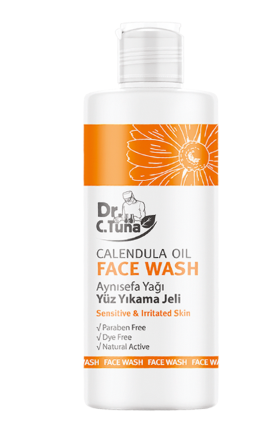 Dr.
C.Tuna
CALENDULA OIL
FACE WASH
Aynısefa Yağı
Yüz Yıkama Jeli
Sensitive & Irritated Skin
√ Paraben Free
√ Dye Free
√ Natural Active
ASH FACE WASH FACE WASH FACE W